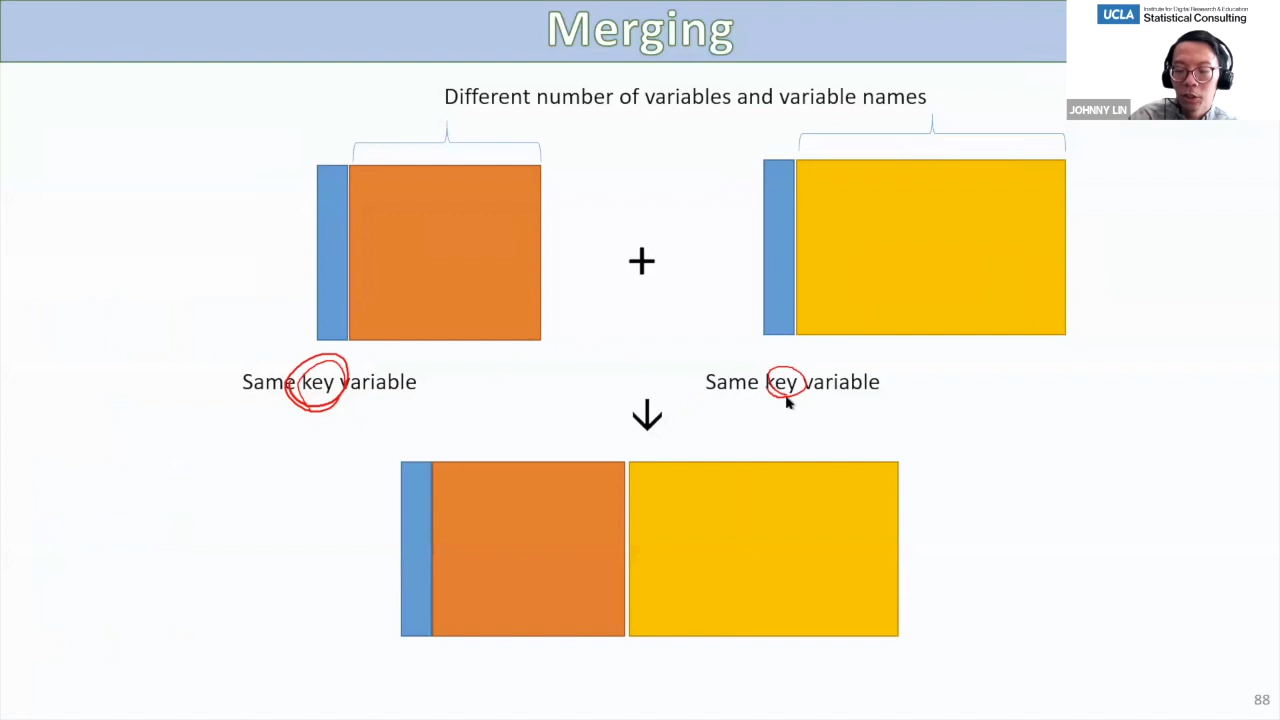 Merging
UCLA
Institute for Digital Research & Education
Statistical Consulting
JOHNNY LIN
Different number of variables and variable names
+
Same key variable
Same key variable
88